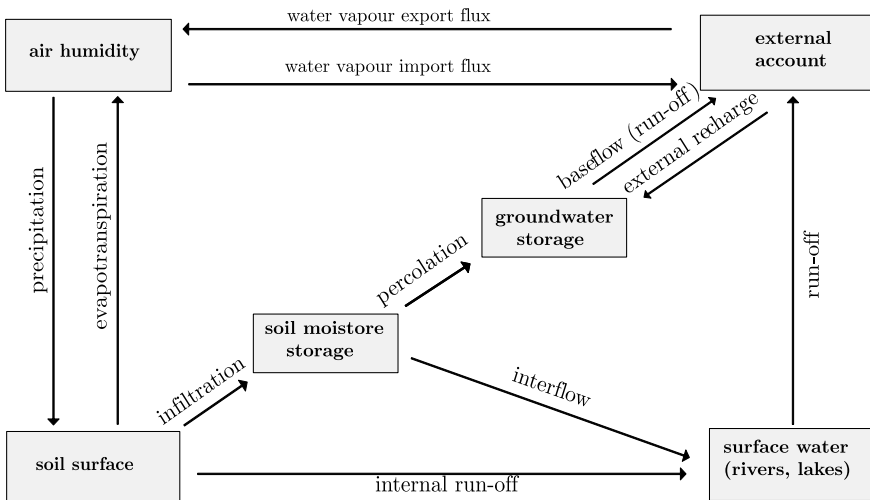 water vapour export flux
air humidity
external
account
water vapour import flux
baseflow (run-off)
external recharge
precipitation
evapotranspiration
groundwater
storage
percolation
run-off
soil moistore
storage
infiltration
interflow
soil surface
surface water
(rivers, lakes)
internal run-off